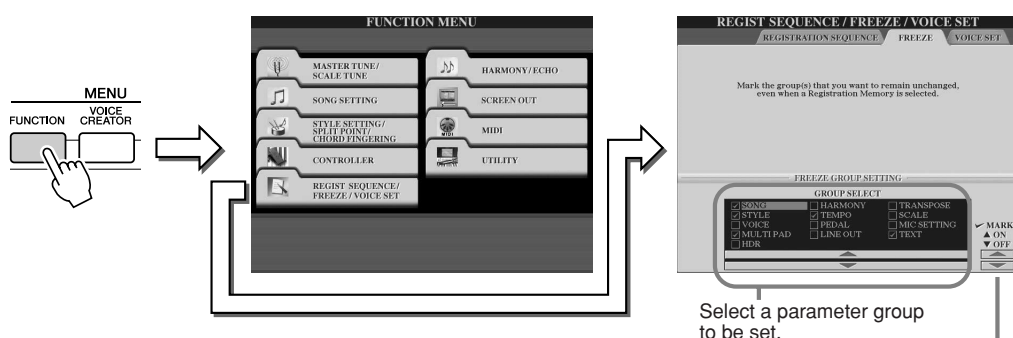 MENU
FUNCTION
VOICE
CREATOR
FUNCTION MENU
MASTER TUNE/
SCALE TUNE
SONG SETTING
STYLE SETTING/
SPLIT POINT/
CHORD FINGERING
CONTROLLER
REGIST SEQUENCE/
FREEZE / VOICE SET
HARMONY/ECHO
SCREEN OUT
MIDI
MIDI
UTILITY
REGIST SEQUENCE / FREEZE / VOICE SET
REGISTRATION SEQUENCE FREEZE VOICE SET
Mark the group(s) that you want to remain unchanged,
even when a Registration Memory is selected.
FREEZE GROUP SETTING
GROUP SELECT
SONG HARMONY TRANSPOSE
STYLE TEMPO SCALE
VOICE PEDAL MIC SETTING
MULTI PAD LINE OUT TEXT
HDR
MARK
▲ ON
▼ OFF
Select a parameter group
to be set.